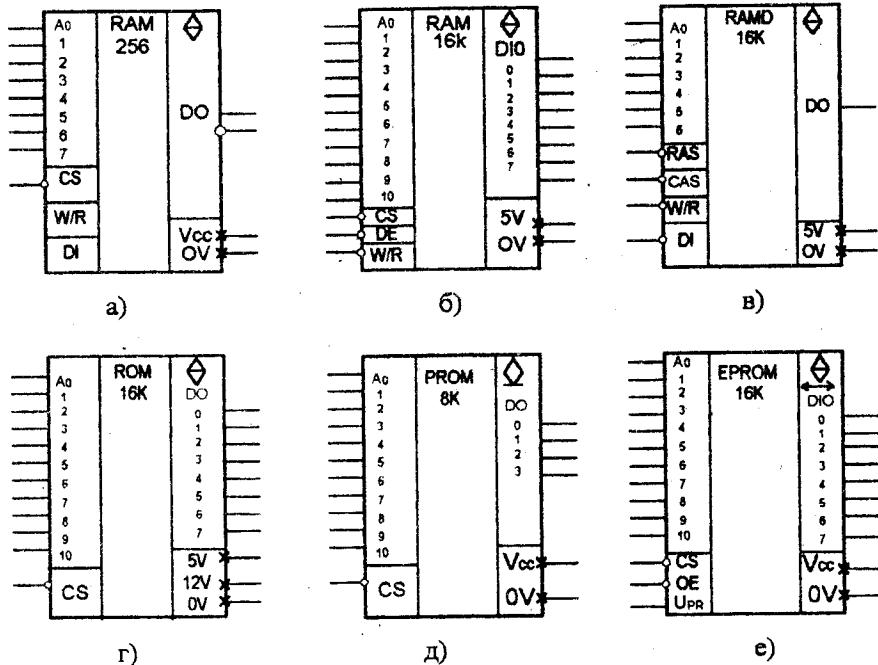 A0
1
2
3
4
5
6
7
CS
W/R
DI
RAM
256
DO
Vcc
0V
а)
A0
1
2
3
4
5
6
7
8
9
10
CS
DE
W/R
RAM
16k
DI0
0
1
2
3
4
5
6
7
5V
0V
б)
A0
1
2
3
4
5
6
RAS
CAS
W/R
DI
RAMD
16K
DO
5V
0V
в)
A0
1
2
3
4
5
6
7
8
9
10
CS
ROM
16K
DO
0
1
2
3
4
5
6
7
5V
12V
0V
г)
A0
1
2
3
4
5
6
7
8
9
10
CS
PROM
8K
DO
0
1
2
3
Vcc
0V
д)
A0
1
2
3
4
5
6
7
8
9
10
CS
OE
UPR
EPROM
16K
DIO
0
1
2
3
4
5
6
7
Vcc
0V
е)